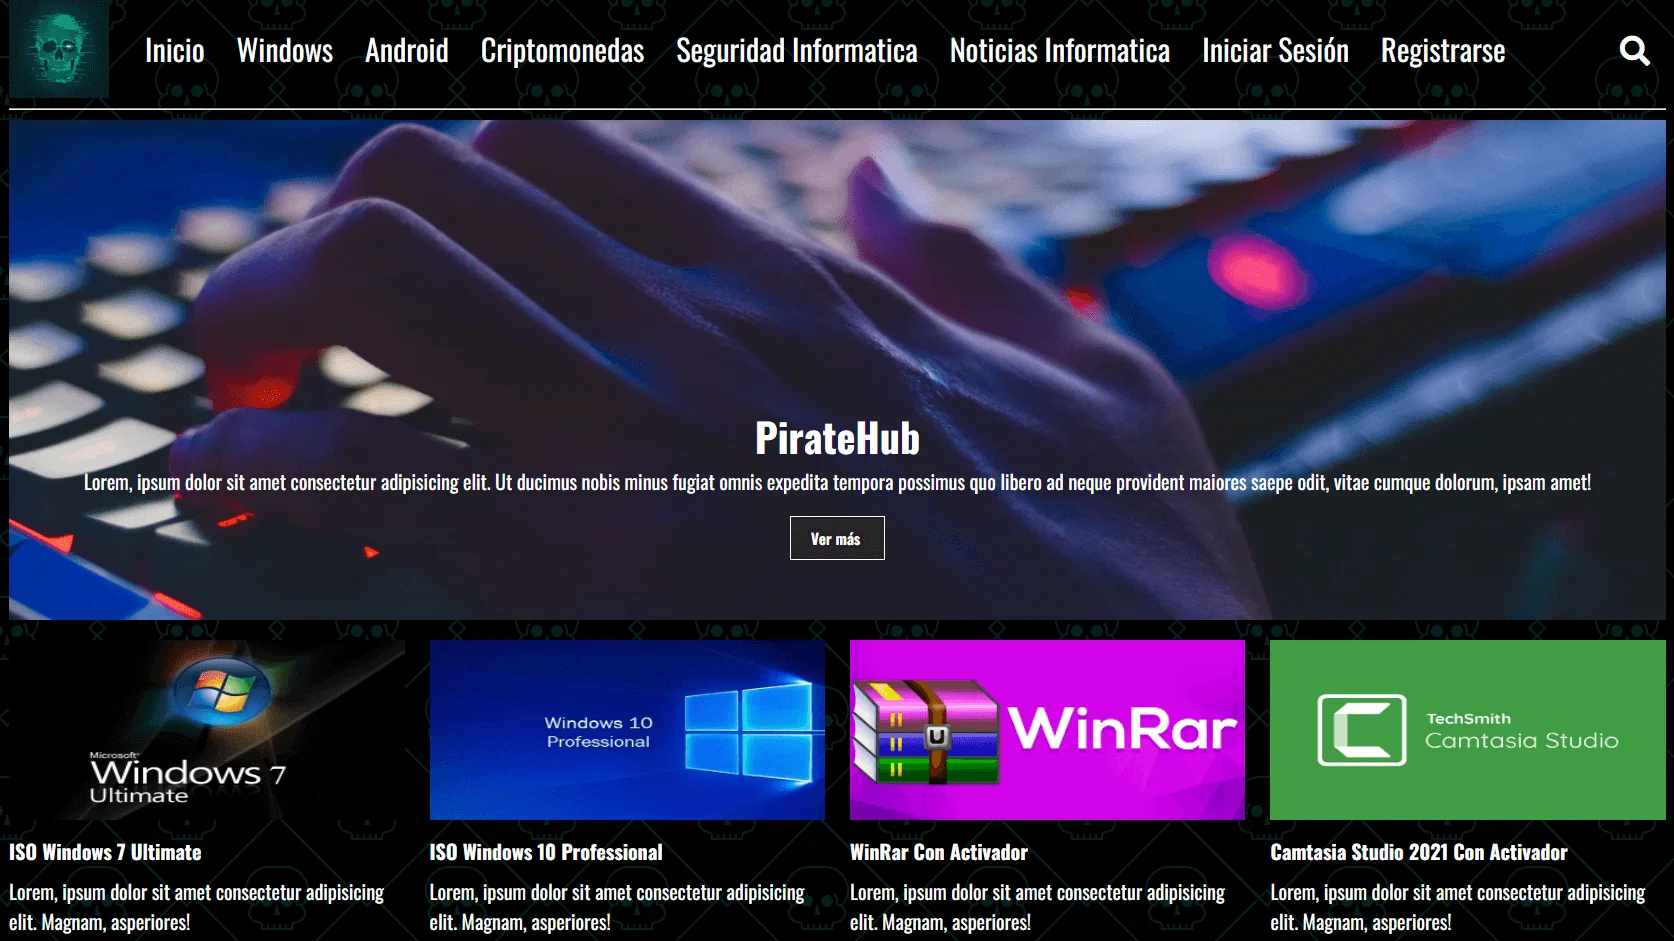 Inicio Windows Android Criptomonedas Seguridad Informatica Noticias Informatica Iniciar Sesión Registrarse
PirateHub
Lorem, ipsum dolor sit amet consectetur adipisicing elit. Ut ducimus nobis minus fugiat omnis expedita tempora possimus quo libero ad neque provident maiores saepe odit, vitae cumque dolorum, ipsam amet!
Ver más
Microsoft
Windows 7
Ultimate
Windows 10
Professional
WinRar
U
TechSmith
Camtasia Studio
ISO Windows 7 Ultimate
Lorem, ipsum dolor sit amet consectetur adipisicing
elit. Magnam, asperiores!
ISO Windows 10 Professional
Lorem, ipsum dolor sit amet consectetur adipisicing
elit. Magnam, asperiores!
WinRar Con Activador
Lorem, ipsum dolor sit amet consectetur adipisicing
elit. Magnam, asperiores!
Camtasia Studio 2021 Con Activador
Lorem, ipsum dolor sit amet consectetur adipisicing
elit. Magnam, asperiores!